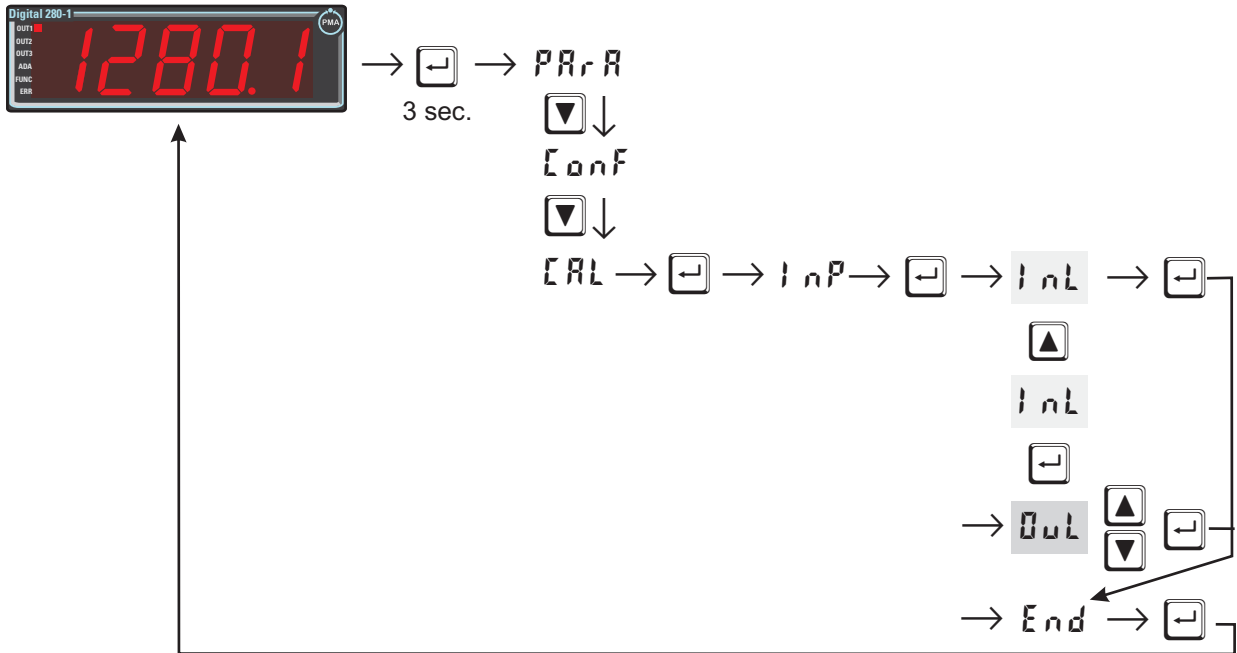 Digital 280-1
PMA
OUT1
OUT2
OUT3
ADA
FUNC
ERR
1280.1
3 sec.
PArA
ConF
CAL
InP
InL
InL
OuL
End